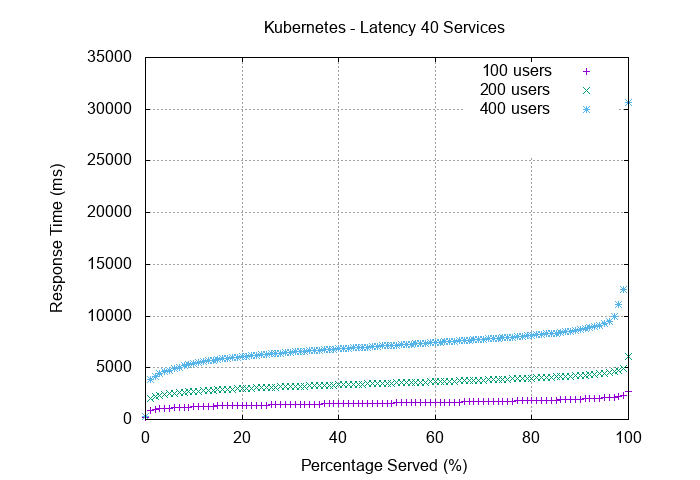 Kubernetes - Latency 40 Services
35000
30000
25000
20000
15000
10000
5000
0
Response Time (ms)
100 users
200 users
400 users
0 20 40 60 80 100
Percentage Served (%)